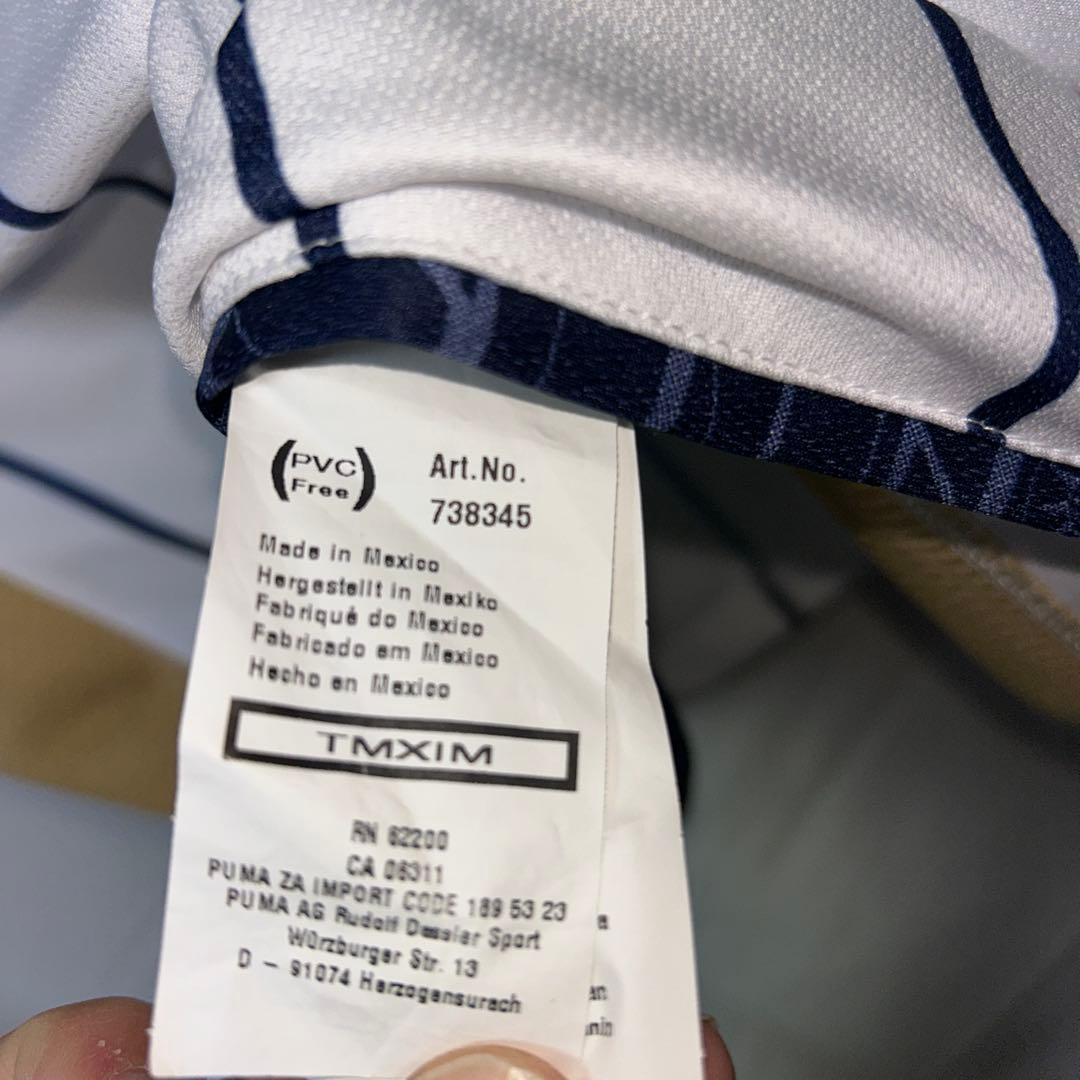 (PVC Free)
Art.No.
738345
Made in Mexico
Hergestellt in Mexiko
Fabriqué do Mexico
Fabricado em Mexico
Hecho en Mexico
TMXIM
RN 62200
CA 06311
PUMA ZA IMPORT CODE 189 53 23
PUMA AG Rudolf Dassler Sport
Würzburger Str. 13
D – 91074 Herzogensurach